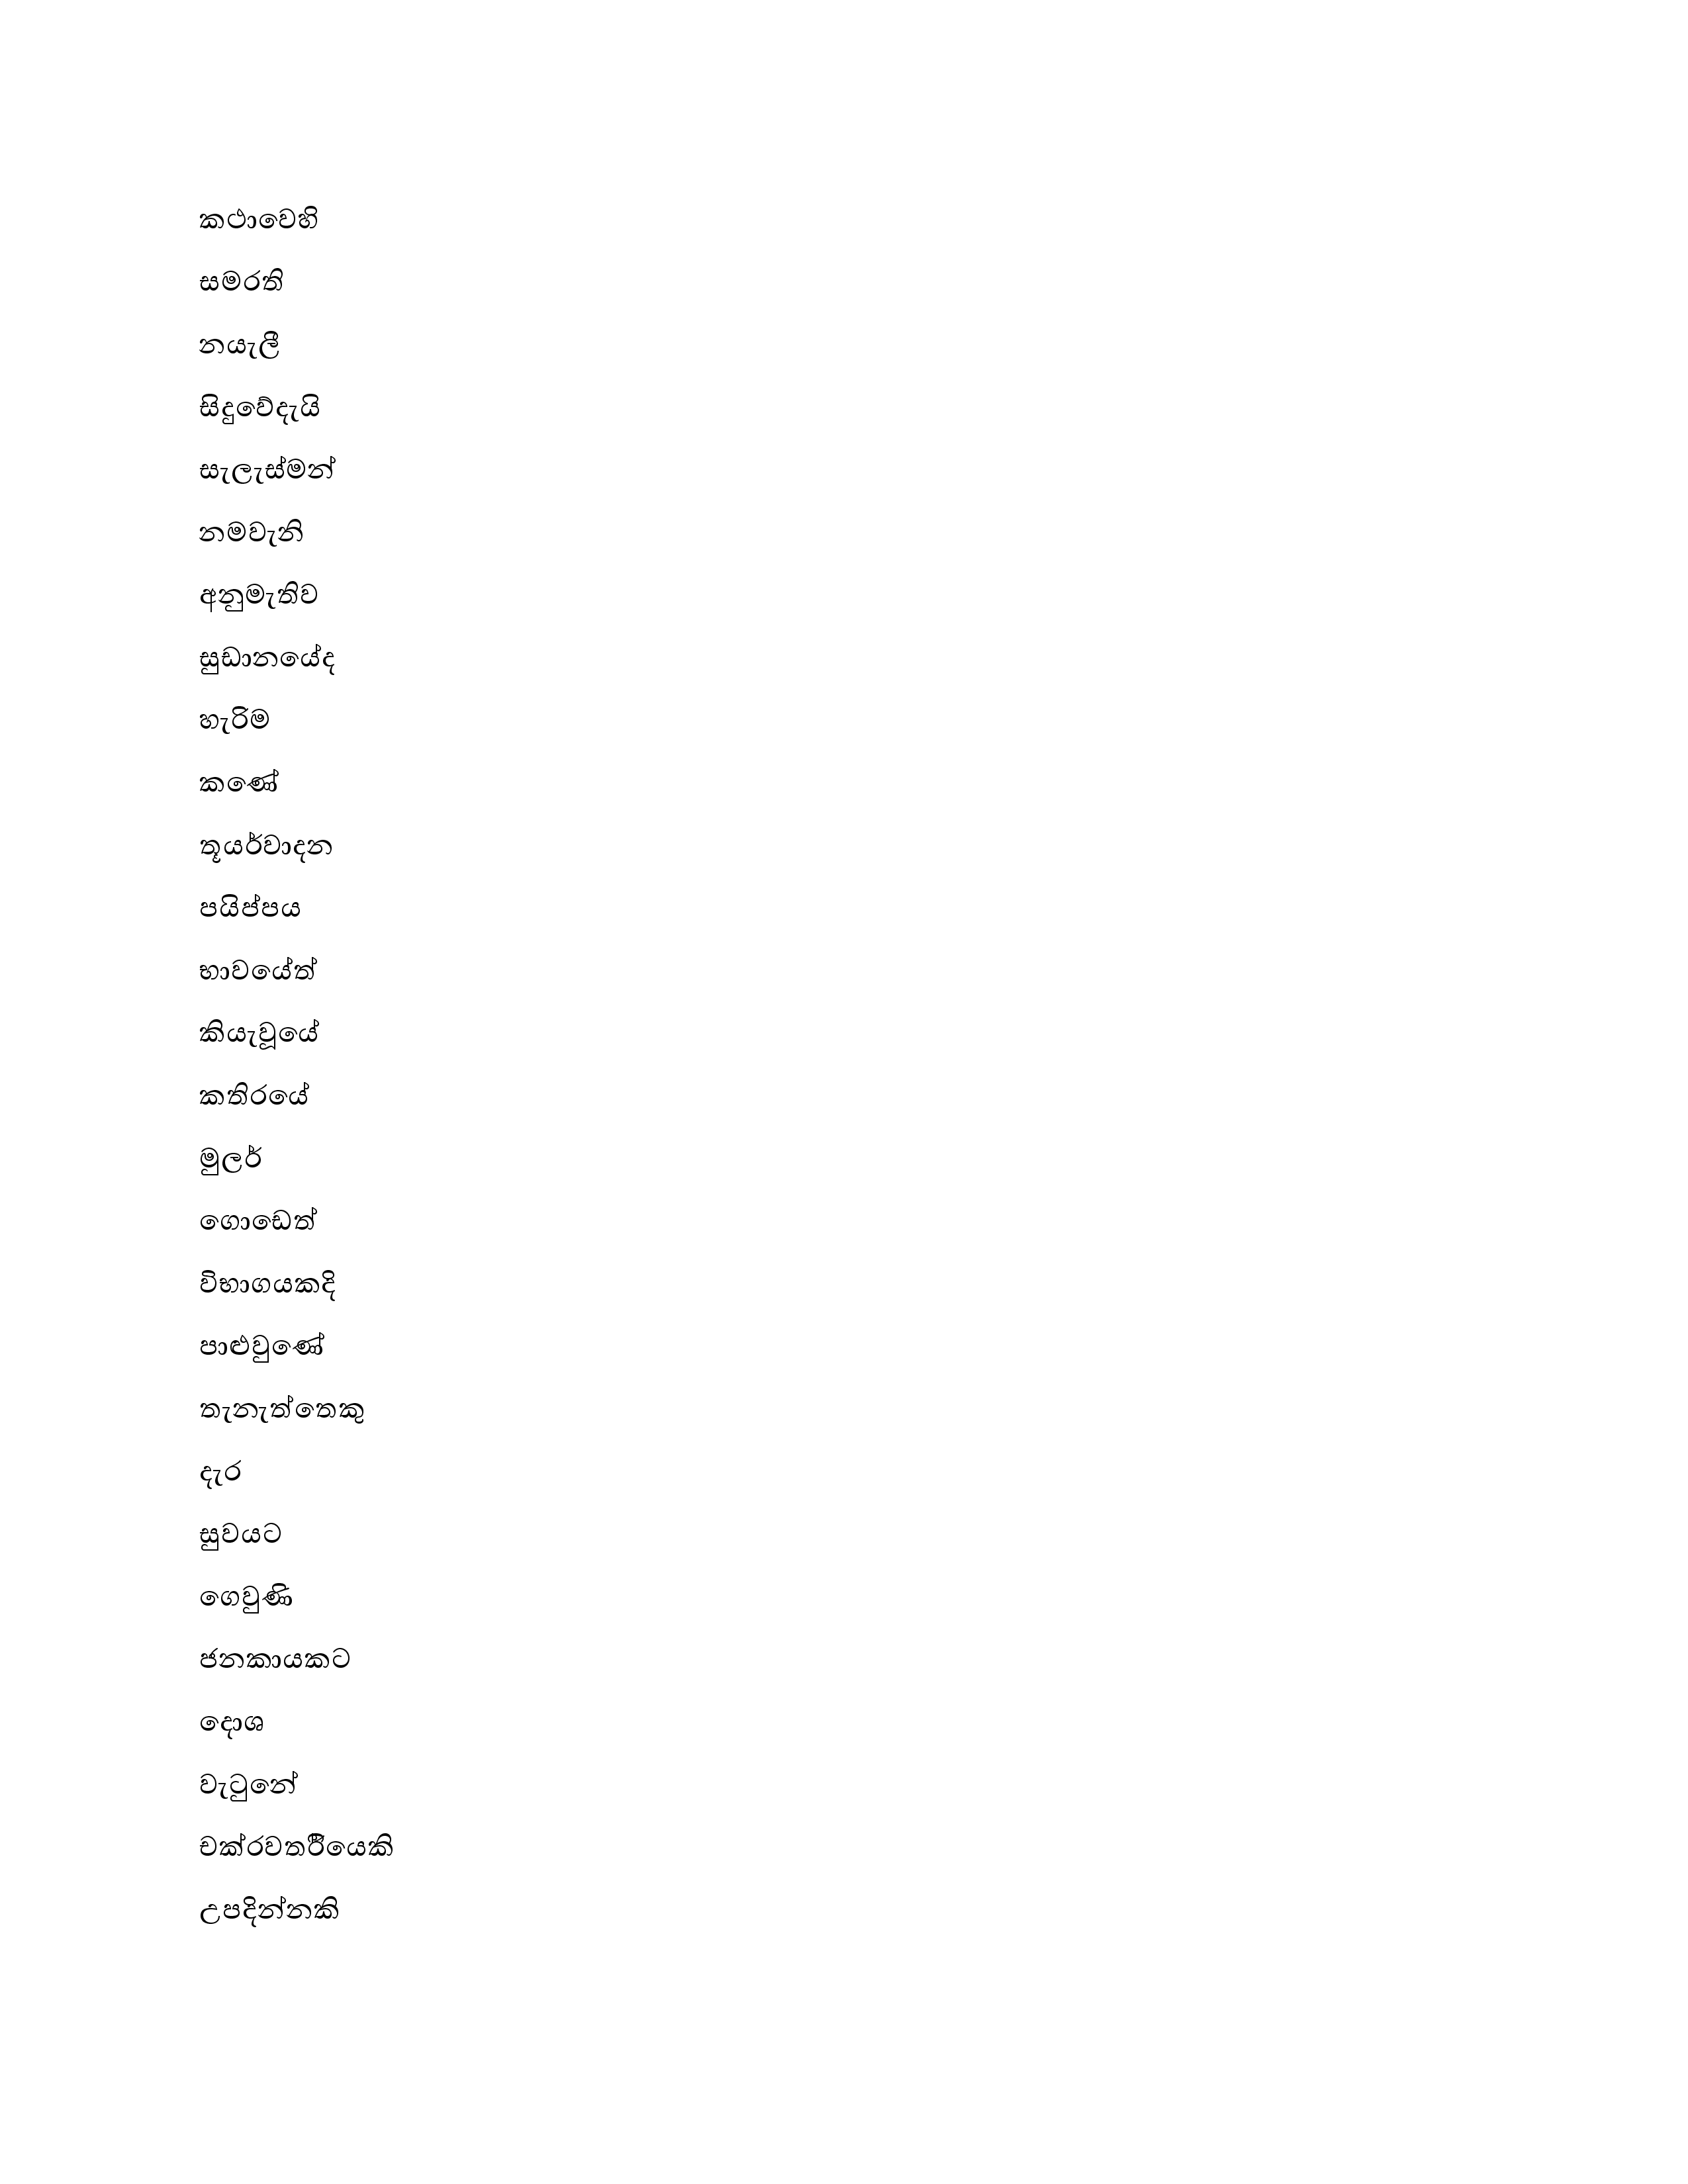 කථාවෙහි
සමරති
නයැලී
සිදුවේදැයි
සැලැස්මන්
නමවැනි
අනුමැතිව
සුඩානයේද
හැරිම
කණේ
තූයර්වාදන
පයිප්පය
භාවයේත්
කියැවූයේ
කතිරයේ
මුලර්
ගොඩෙත්
විභාගයකදි
පාළුවුණේ
තැනැත්තෙකු
දැර
සුවයට
ගෙවුණි
ජනකායකට
දොශ
වැටුනේ
චක්රවතර්‍රීයෙකි
උපදින්නකි